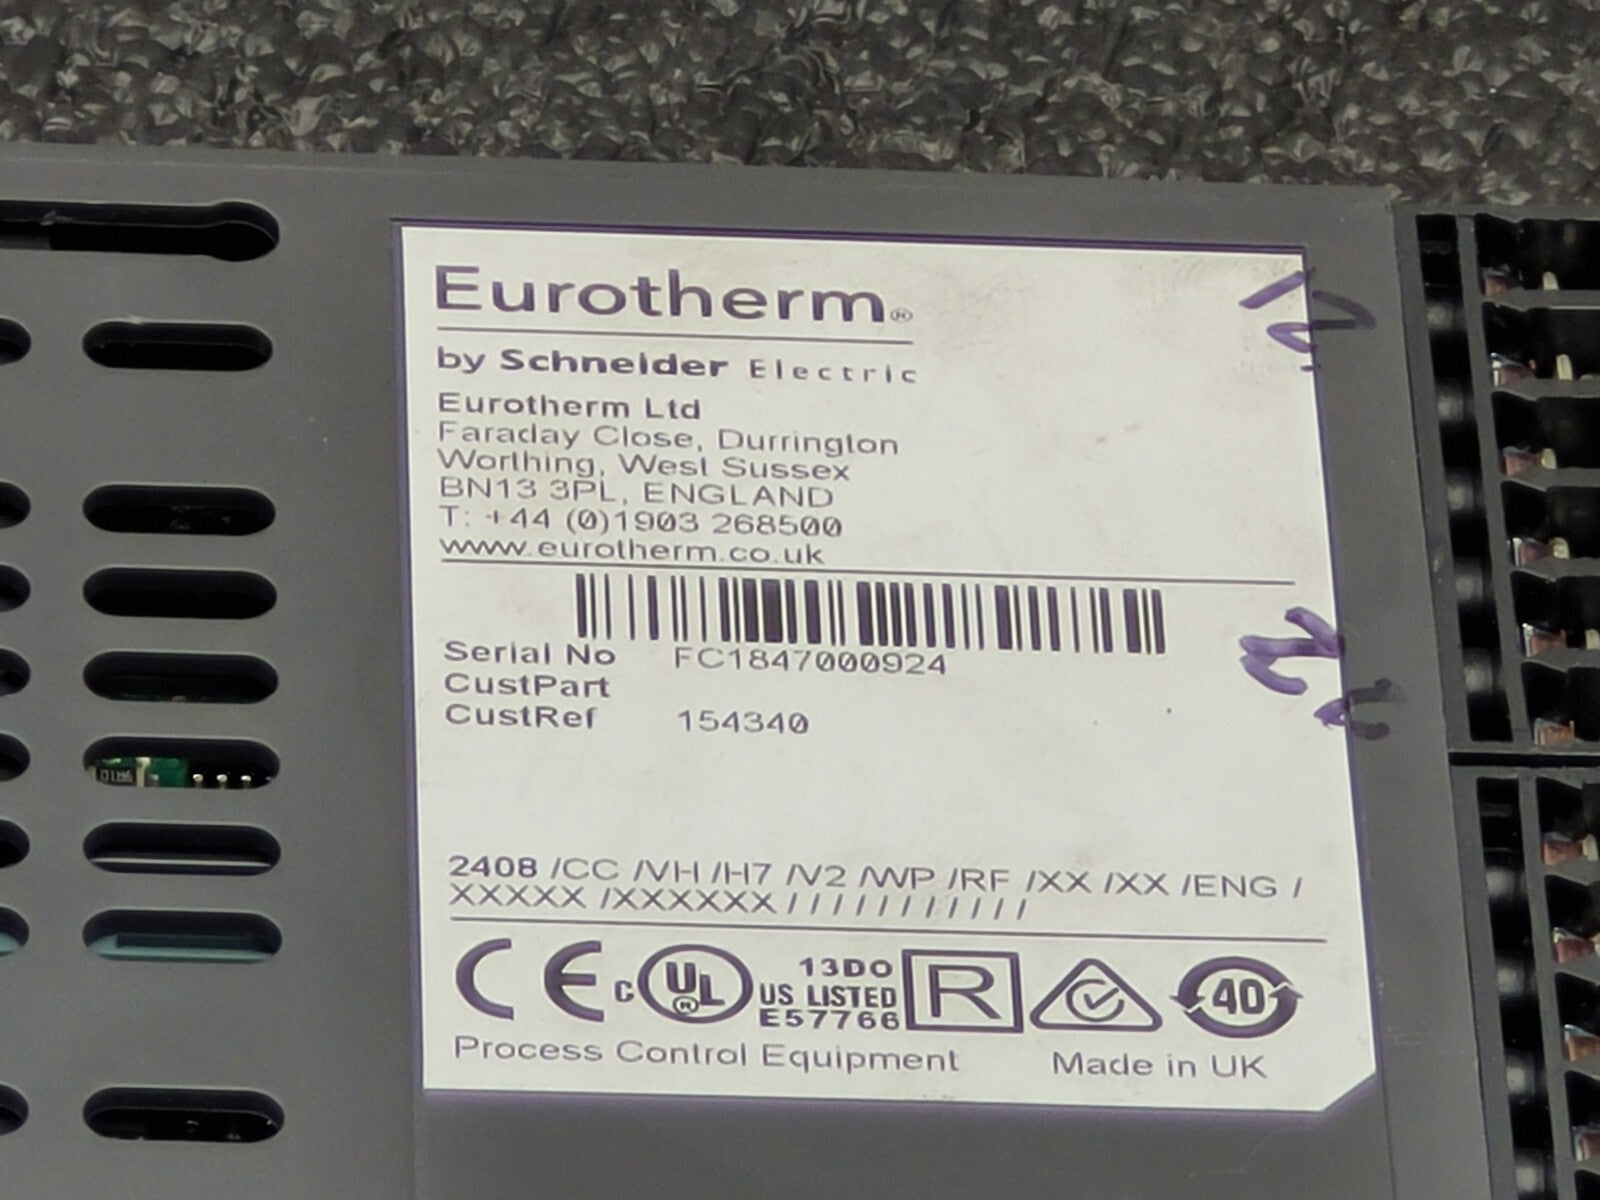 Eurotherm®
by Schneider Electric
Eurotherm Ltd
Faraday Close, Durrington
Worthing, West Sussex
BN13 3PL, ENGLAND
T: +44 (0)1903 268500
www.eurotherm.co.uk
Serial No FC1847000924
CustPart
CustRef 154340
2408 /CC /VH /H7 /V2 /WP /RF /XX /XX /ENG /
XXXXX /XXXXXX / / / / / / / / / / / /
CE c UL ® US LISTED 13DO E57766 R 40
Process Control Equipment Made in UK